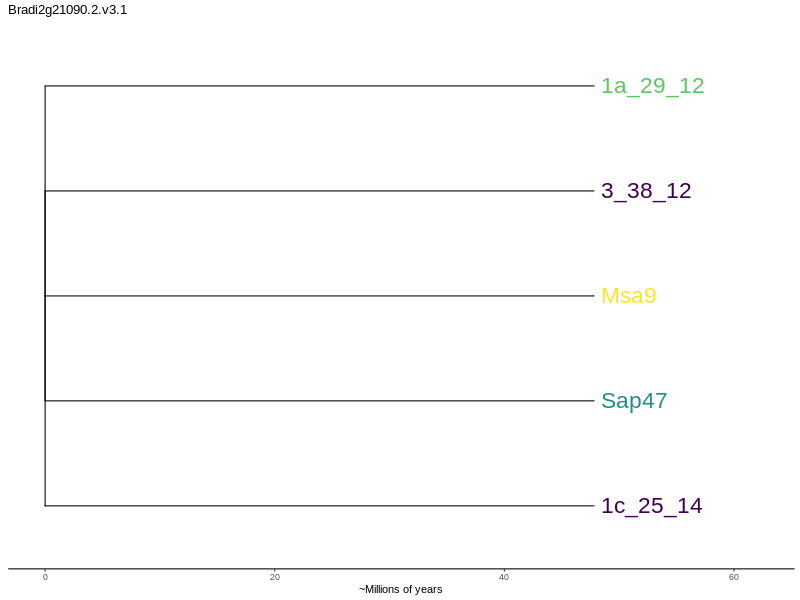 Bradi2g21090.2.v3.1
1a_29_12
3_38_12
Msa9
Sap47
1c_25_14
0 20 40 60
~Millions of years